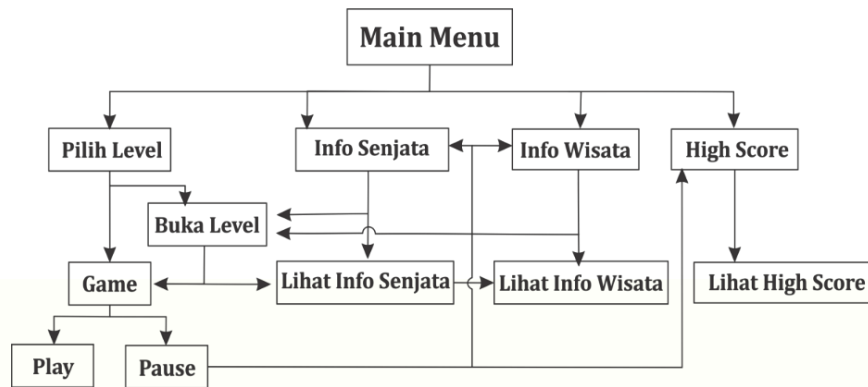 Main Menu
Pilih Level
Info Senjata
Info Wisata
High Score
Buka Level
Game
Lihat Info Senjata
Lihat Info Wisata
Lihat High Score
Play
Pause